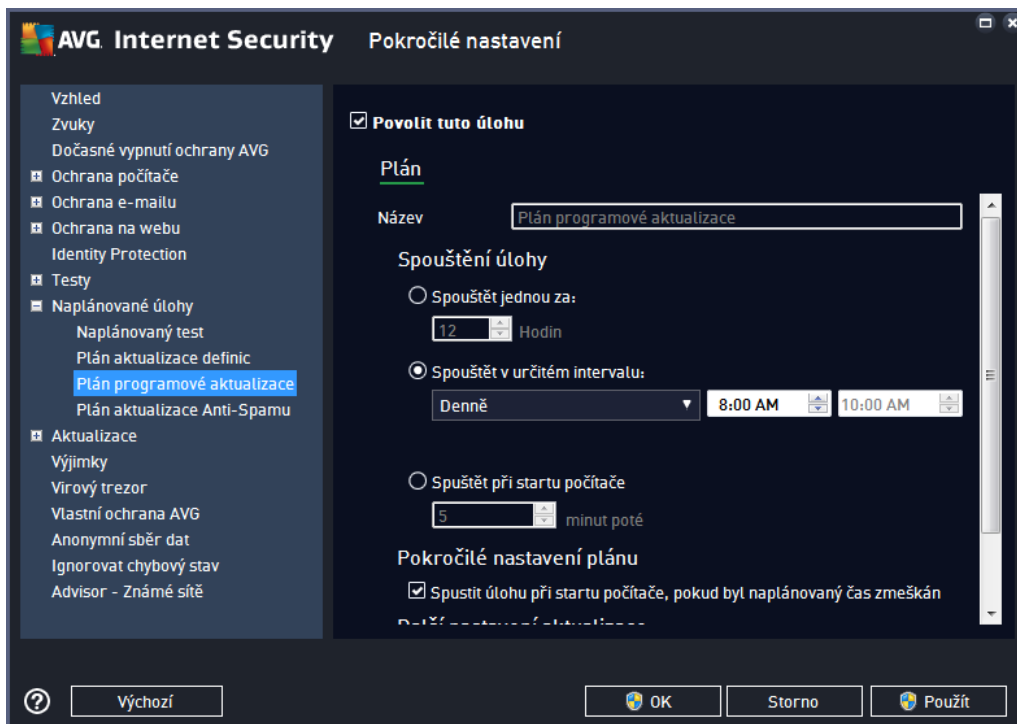 AVG. Internet Security Pokročilé nastavení
Vzhled
Zvuky
Dočasné vypnutí ochrany AVG
Ochrana počítače
Ochrana e-mailu
Ochrana na webu
Identity Protection
Testy
Naplánované úlohy
Naplánovaný test
Plán aktualizace definic
Plán programové aktualizace
Plán aktualizace Anti-Spamu
Aktualizace
Výjimky
Virový trezor
Vlastní ochrana AVG
Anonymní sběr dat
Ignorovat chybový stav
Advisor - Známé sítě
Povolit tuto úlohu
Plán
Název Plán programové aktualizace
Spouštění úlohy
Spouštět jednou za:
12 Hodin
Spouštět v určitém intervalu:
Denně 8:00 AM 10:00 AM
Spuštět při startu počítače
5 minut poté
Pokročilé nastavení plánu
Spustit úlohu při startu počítače, pokud byl naplánovaný čas zmeškán
Další nastavení aktualizace
? Výchozí OK Storno Použít